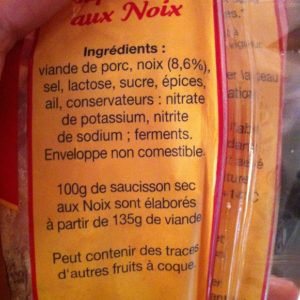 aux Noix
Ingrédients :
viande de porc, noix (8,6%),
sel, lactose, sucre, épices,
ail, conservateurs : nitrate
de potassium, nitrite
de sodium ; ferments.
Enveloppe non comestible.
100g de saucisson sec
aux Noix sont élaborés
à partir de 135g de viande
Peut contenir des traces
d'autres fruits à coque.